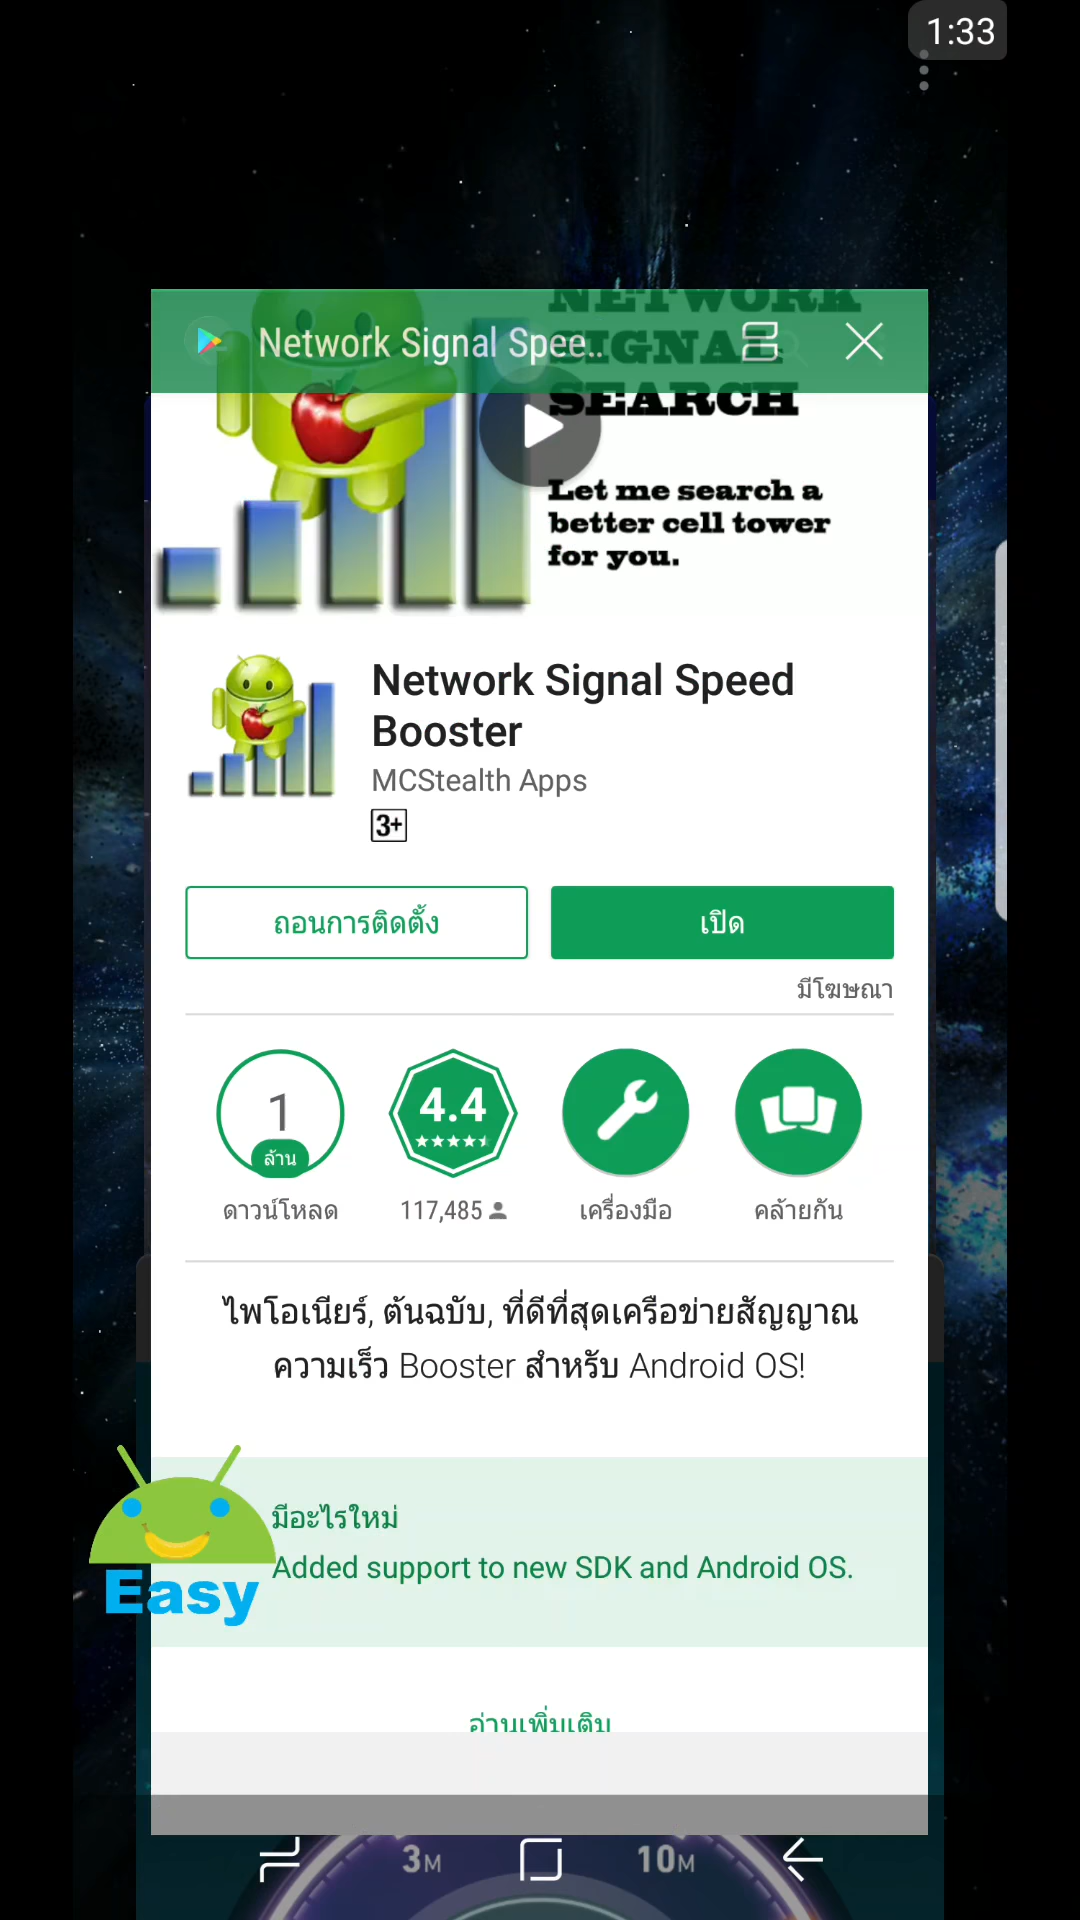 1:33
NETWORK
SIGNAL
SEARCH
Network Signal Spee..
Let me search a
better cell tower
for you.
Network Signal Speed
Booster
MCStealth Apps
3+
ถอนการติดตั้ง
เปิด
มีโฆษณา
1
ล้าน
4.4
ดาวน์โหลด
117,485
เครื่องมือ
คล้ายกัน
ไพโอเนียร์, ต้นฉบับ, ที่ดีที่สุดเครือข่ายสัญญาณ
ความเร็ว Booster สำหรับ Android OS!
มีอะไรใหม่
Added support to new SDK and Android OS.
Easy
อ่านเพิ่มเติม
3M
10M